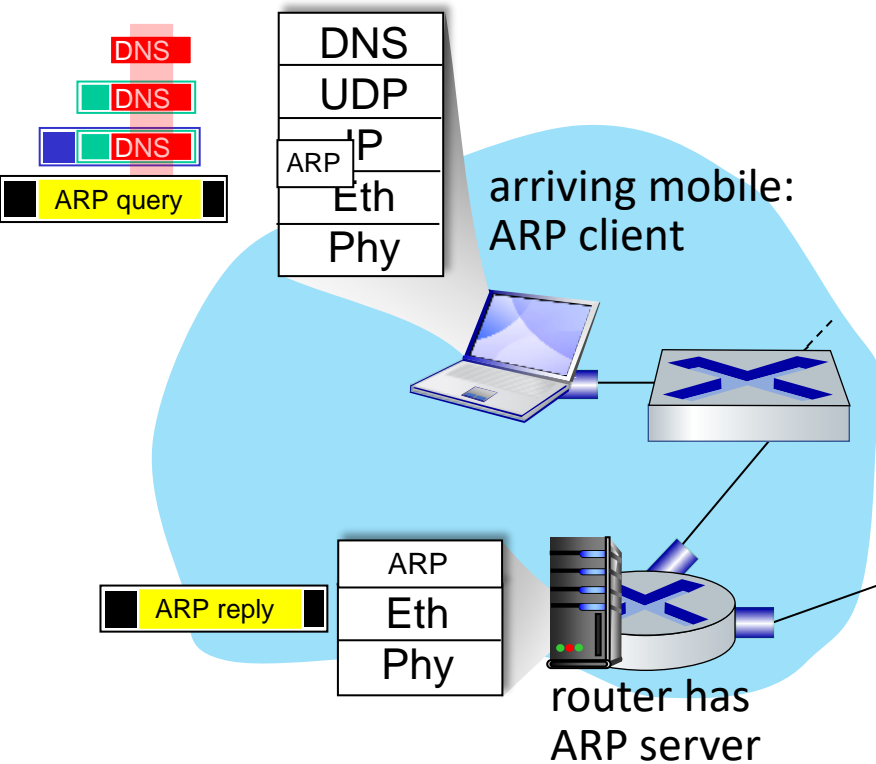 DNS
DNS
DNS
ARP query
DNS
UDP
IP
ARP
Eth
Phy
arriving mobile:
ARP client
ARP reply
ARP
Eth
Phy
router has
ARP server